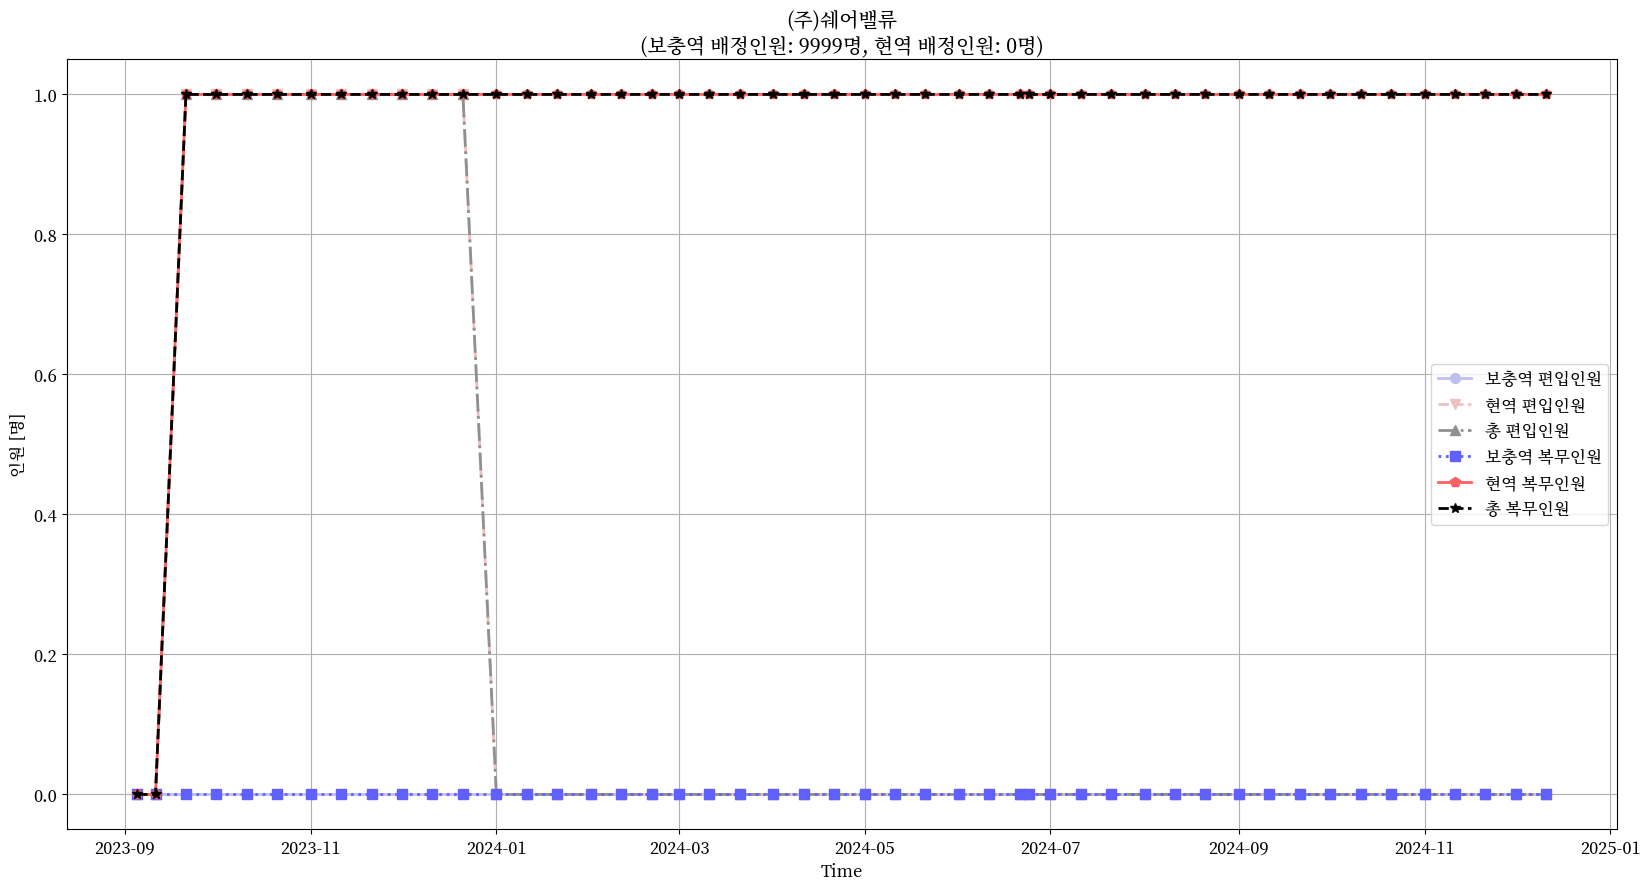 (주)쉐어밸류
(보충역 배정인원: 9999명, 현역 배정인원: 0명)
인원 [명]
1.0
0.8
0.6
0.4
0.2
0.0
보충역 편입인원
현역 편입인원
총 편입인원
보충역 복무인원
현역 복무인원
총 복무인원
2023-09 2023-11 2024-01 2024-03 2024-05 2024-07 2024-09 2024-11 2025-01
Time